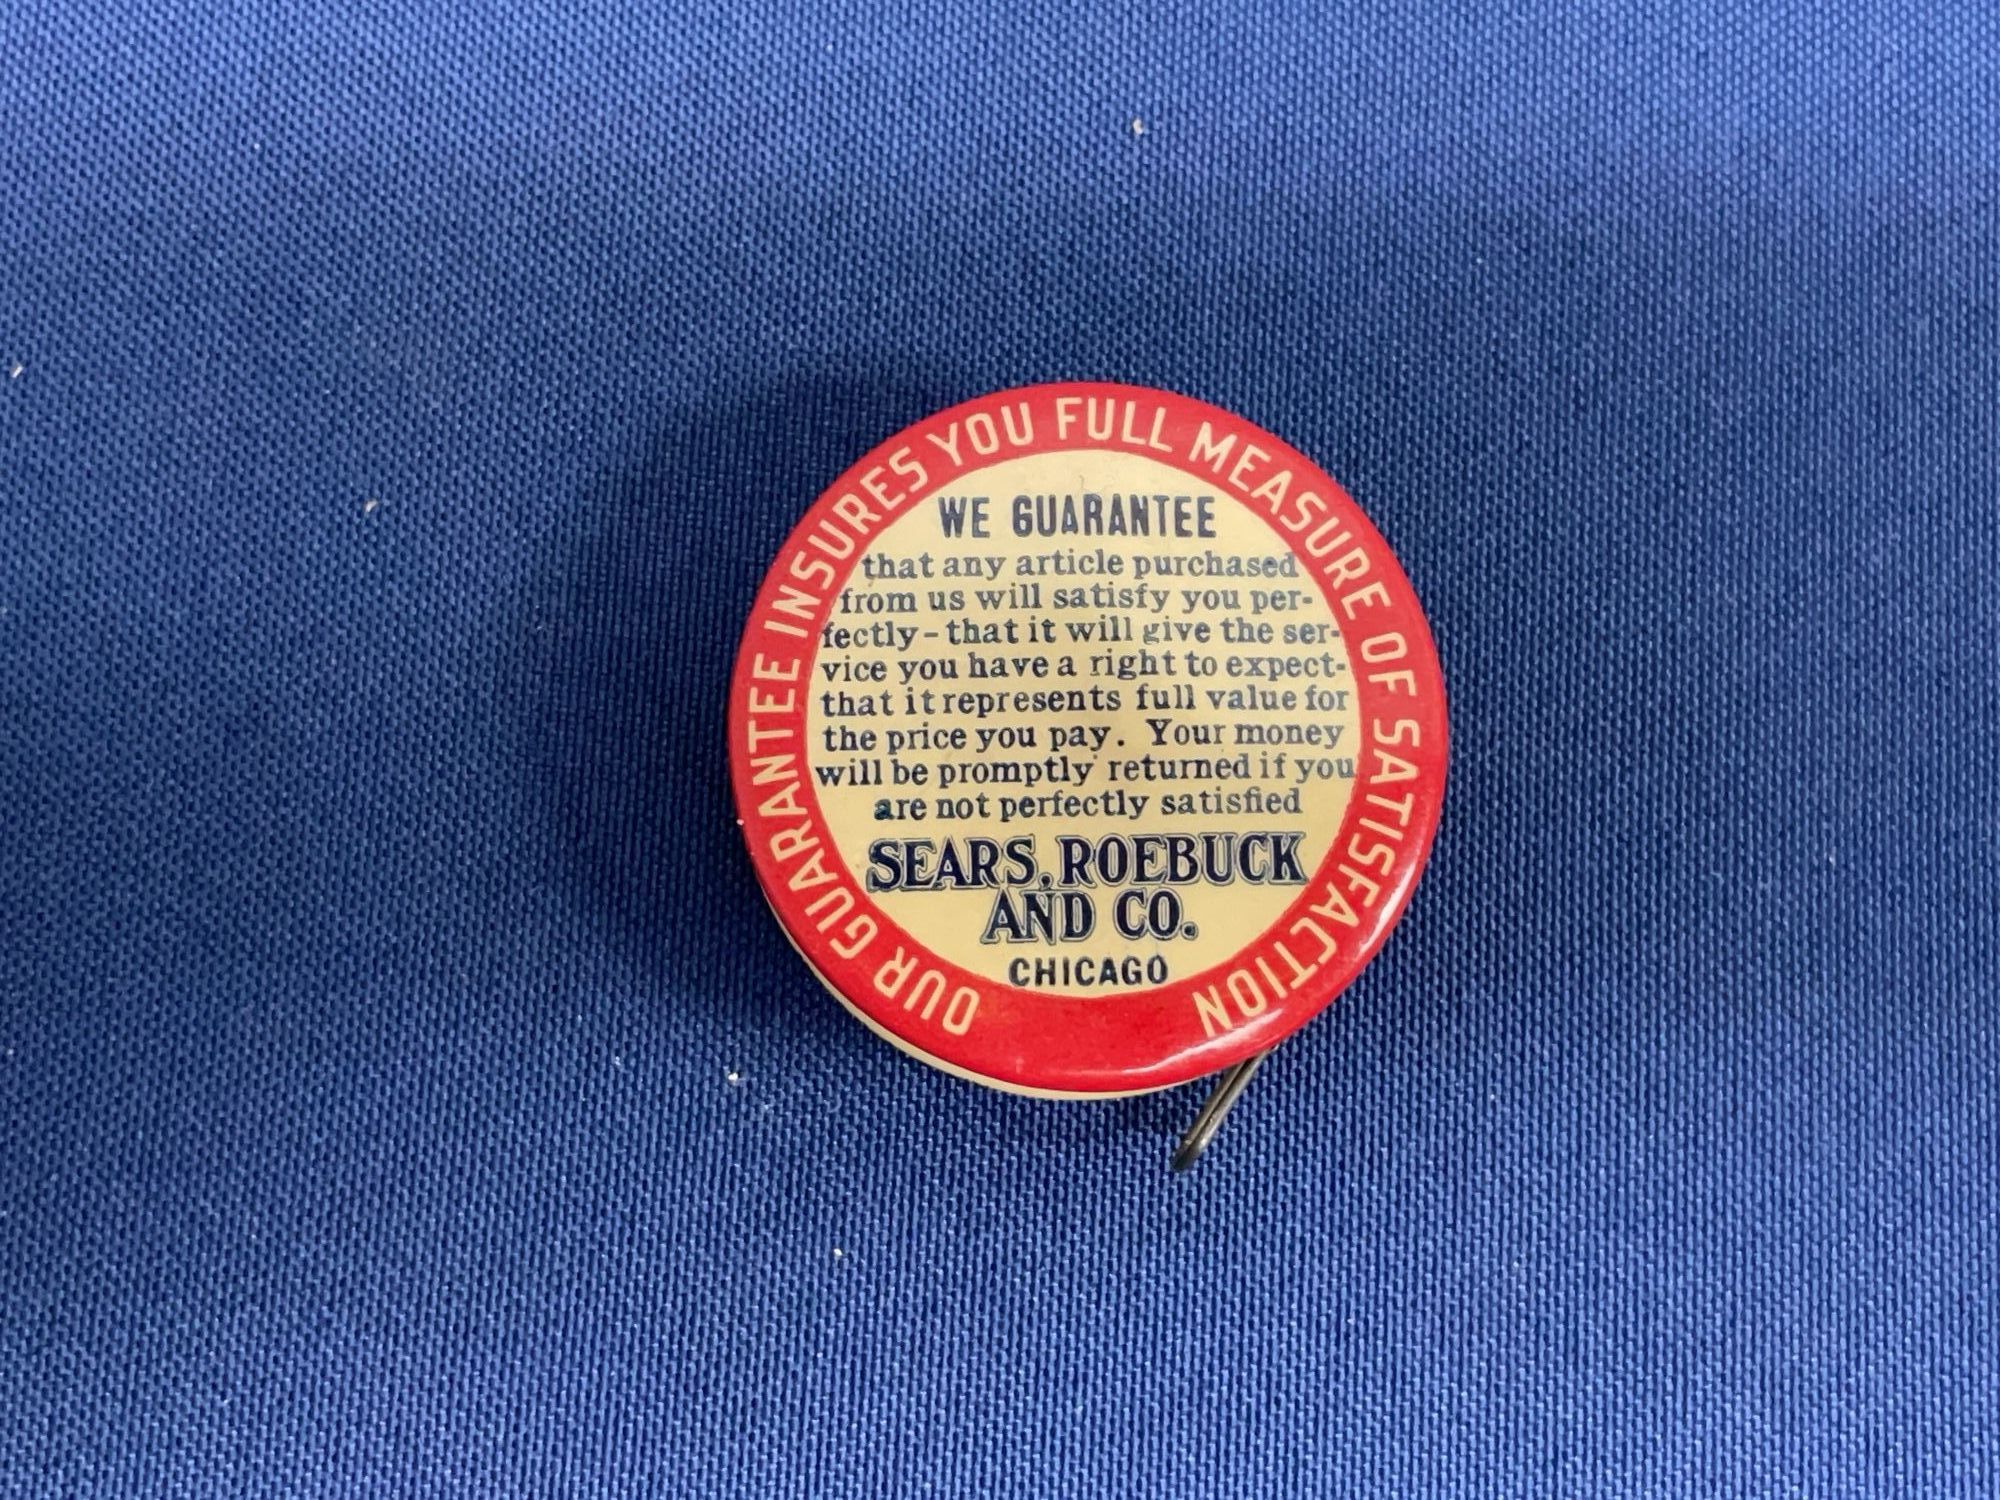 OUR GUARANTEE INSURES YOU FULL MEASURE OF SATISFACTION
WE GUARANTEE
that any article purchased
from us will satisfy you per-
fectly - that it will give the ser-
vice you have a right to expect-
that it represents full value for
the price you pay. Your money
will be promptly returned if you
are not perfectly satisfied
SEARS, ROEBUCK
AND CO.
CHICAGO